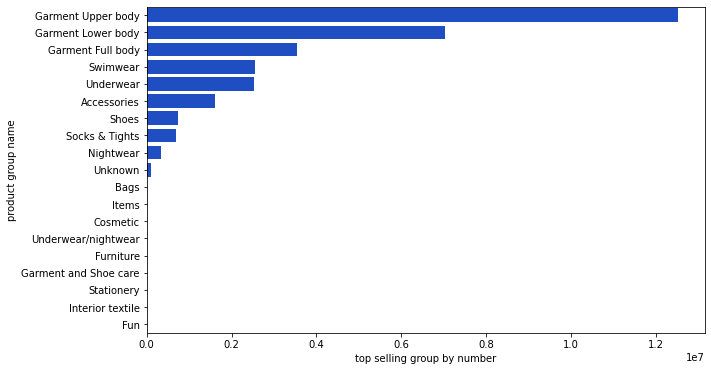 Garment Upper body
Garment Lower body
Garment Full body
Swimwear
Underwear
Accessories
Shoes
Socks & Tights
Nightwear
Unknown
Bags
Items
Cosmetic
Underwear/nightwear
Furniture
Garment and Shoe care
Stationery
Interior textile
Fun
product group name
0.0 0.2 0.4 0.6 0.8 1.0 1.2
1e7
top selling group by number